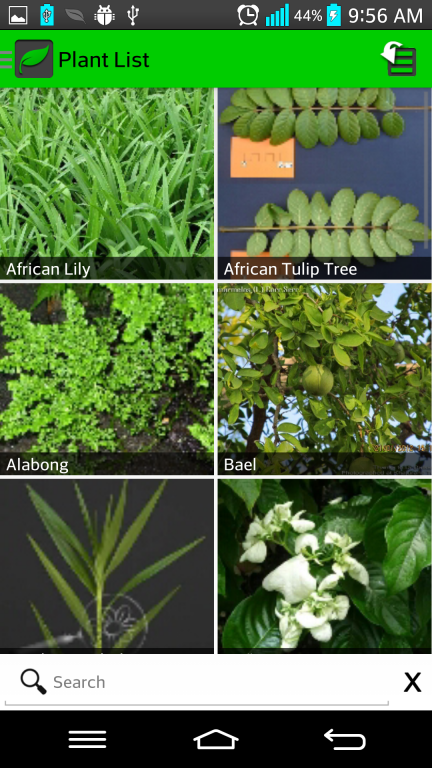 44% 9:56 AM
Plant List
African Lily
African Tulip Tree
Alabong
Bael
Search
X